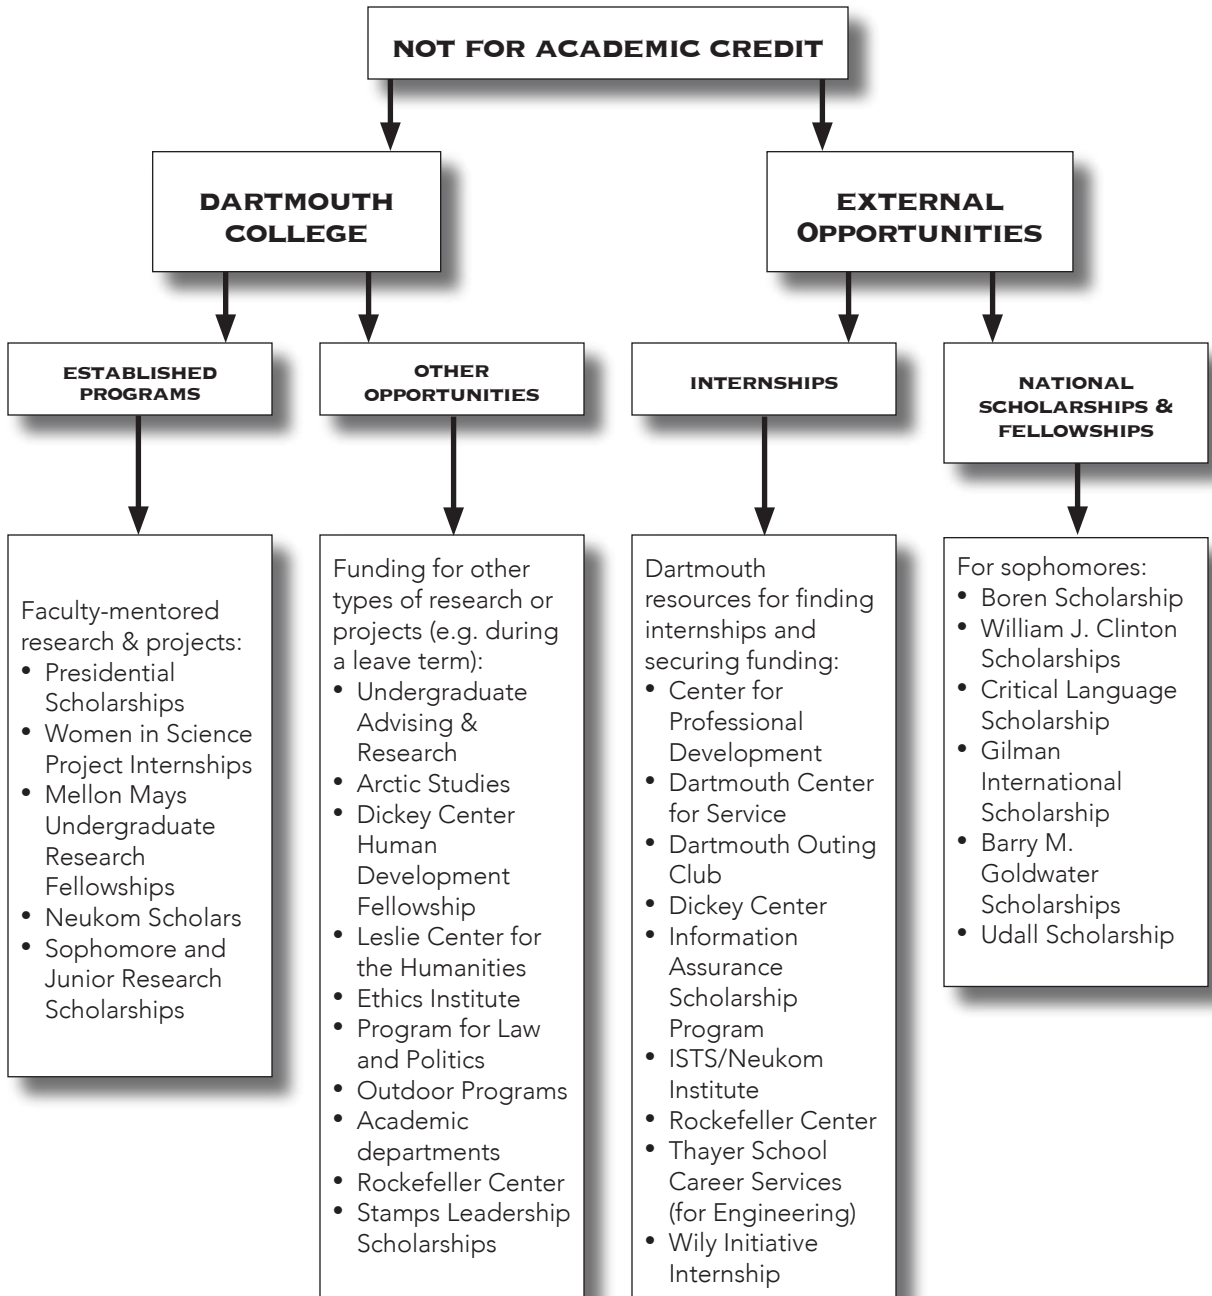 NOT FOR ACADEMIC CREDIT
DARTMOUTH
COLLEGE
EXTERNAL
OPPORTUNITIES
ESTABLISHED
PROGRAMS
OTHER
OPPORTUNITIES
INTERNSHIPS
NATIONAL
SCHOLARSHIPS &
FELLOWSHIPS
Faculty-mentored
research & projects:
• Presidential
Scholarships
• Women in Science
Project Internships
• Mellon Mays
Undergraduate
Research
Fellowships
• Neukom Scholars
• Sophomore and
Junior Research
Scholarships
Funding for other
types of research or
projects (e.g. during
a leave term):
• Undergraduate
Advising &
Research
• Arctic Studies
• Dickey Center
Human
Development
Fellowship
• Leslie Center for
the Humanities
• Ethics Institute
• Program for Law
and Politics
• Outdoor Programs
• Academic
departments
• Rockefeller Center
• Stamps Leadership
Scholarships
Dartmouth
resources for finding
internships and
securing funding:
• Center for
Professional
Development
• Dartmouth Center
for Service
• Dartmouth Outing
Club
• Dickey Center
• Information
Assurance
Scholarship
Program
• ISTS/Neukom
Institute
• Rockefeller Center
• Thayer School
Career Services
(for Engineering)
• Wily Initiative
Internship
For sophomores:
• Boren Scholarship
• William J. Clinton
Scholarships
• Critical Language
Scholarship
• Gilman
International
Scholarship
• Barry M.
Goldwater
Scholarships
• Udall Scholarship